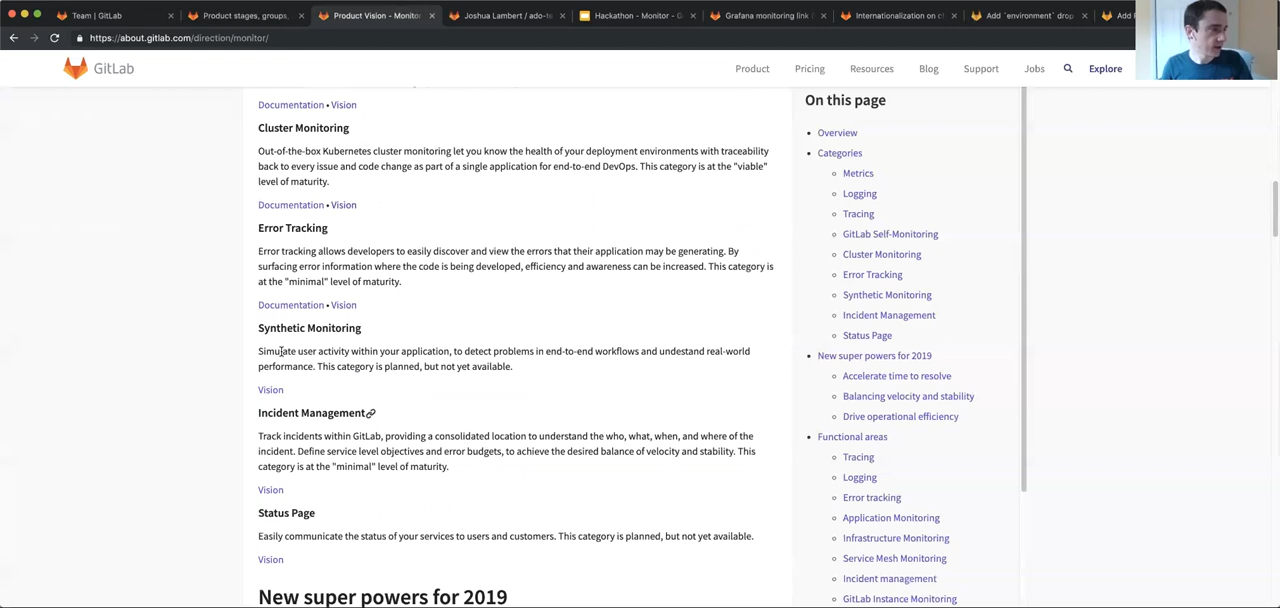 Team | GitLab
Product stages, groups,
Product Vision - Monitor
Joshua Lambert / ado-te
Hackathon - Monitor - G
Grafana monitoring link
Internationalization on c
Add `environment` drop
Add
https://about.gitlab.com/direction/monitor/
GitLab
Product
Pricing
Resources
Blog
Support
Jobs
Explore
Documentation • Vision
Cluster Monitoring
Out-of-the-box Kubernetes cluster monitoring let you know the health of your deployment environments with traceability
back to every issue and code change as part of a single application for end-to-end DevOps. This category is at the "viable"
level of maturity.
Documentation • Vision
Error Tracking
Error tracking allows developers to easily discover and view the errors that their application may be generating. By
surfacing error information where the code is being developed, efficiency and awareness can be increased. This category is
at the "minimal" level of maturity.
Documentation • Vision
Synthetic Monitoring
Simulate user activity within your application, to detect problems in end-to-end workflows and undestand real-world
performance. This category is planned, but not yet available.
Vision
Incident Management
Track incidents within GitLab, providing a consolidated location to understand the who, what, when, and where of the
incident. Define service level objectives and error budgets, to achieve the desired balance of velocity and stability. This
category is at the "minimal" level of maturity.
Vision
Status Page
Easily communicate the status of your services to users and customers. This category is planned, but not yet available.
Vision
New super powers for 2019
On this page
Overview
Categories
Metrics
Logging
Tracing
GitLab Self-Monitoring
Cluster Monitoring
Error Tracking
Synthetic Monitoring
Incident Management
Status Page
New super powers for 2019
Accelerate time to resolve
Balancing velocity and stability
Drive operational efficiency
Functional areas
Tracing
Logging
Error tracking
Application Monitoring
Infrastructure Monitoring
Service Mesh Monitoring
Incident management
GitLab Instance Monitoring